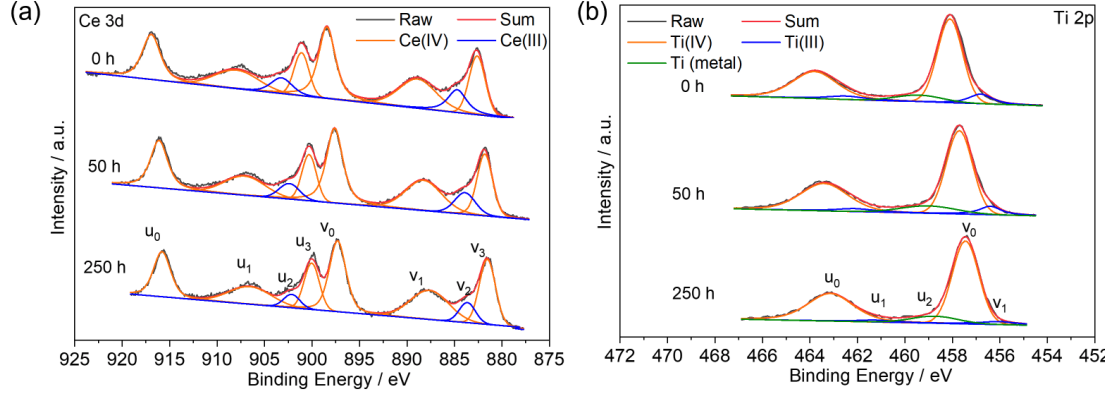 (a)
Ce 3d
Raw
Sum
Ce(IV)
Ce(III)
0 h
50 h
250 h
u0
u1
u2
u3
v0
v1
v2
v3
Intensity / a.u.
925 920 915 910 905 900 895 890 885 880 875
Binding Energy / eV
(b)
Ti 2p
Raw
Sum
Ti(IV)
Ti(III)
Ti (metal)
0 h
50 h
250 h
u0
u1
u2
v0
v1
Intensity / a.u.
472 470 468 466 464 462 460 458 456 454 452
Binding Energy / eV